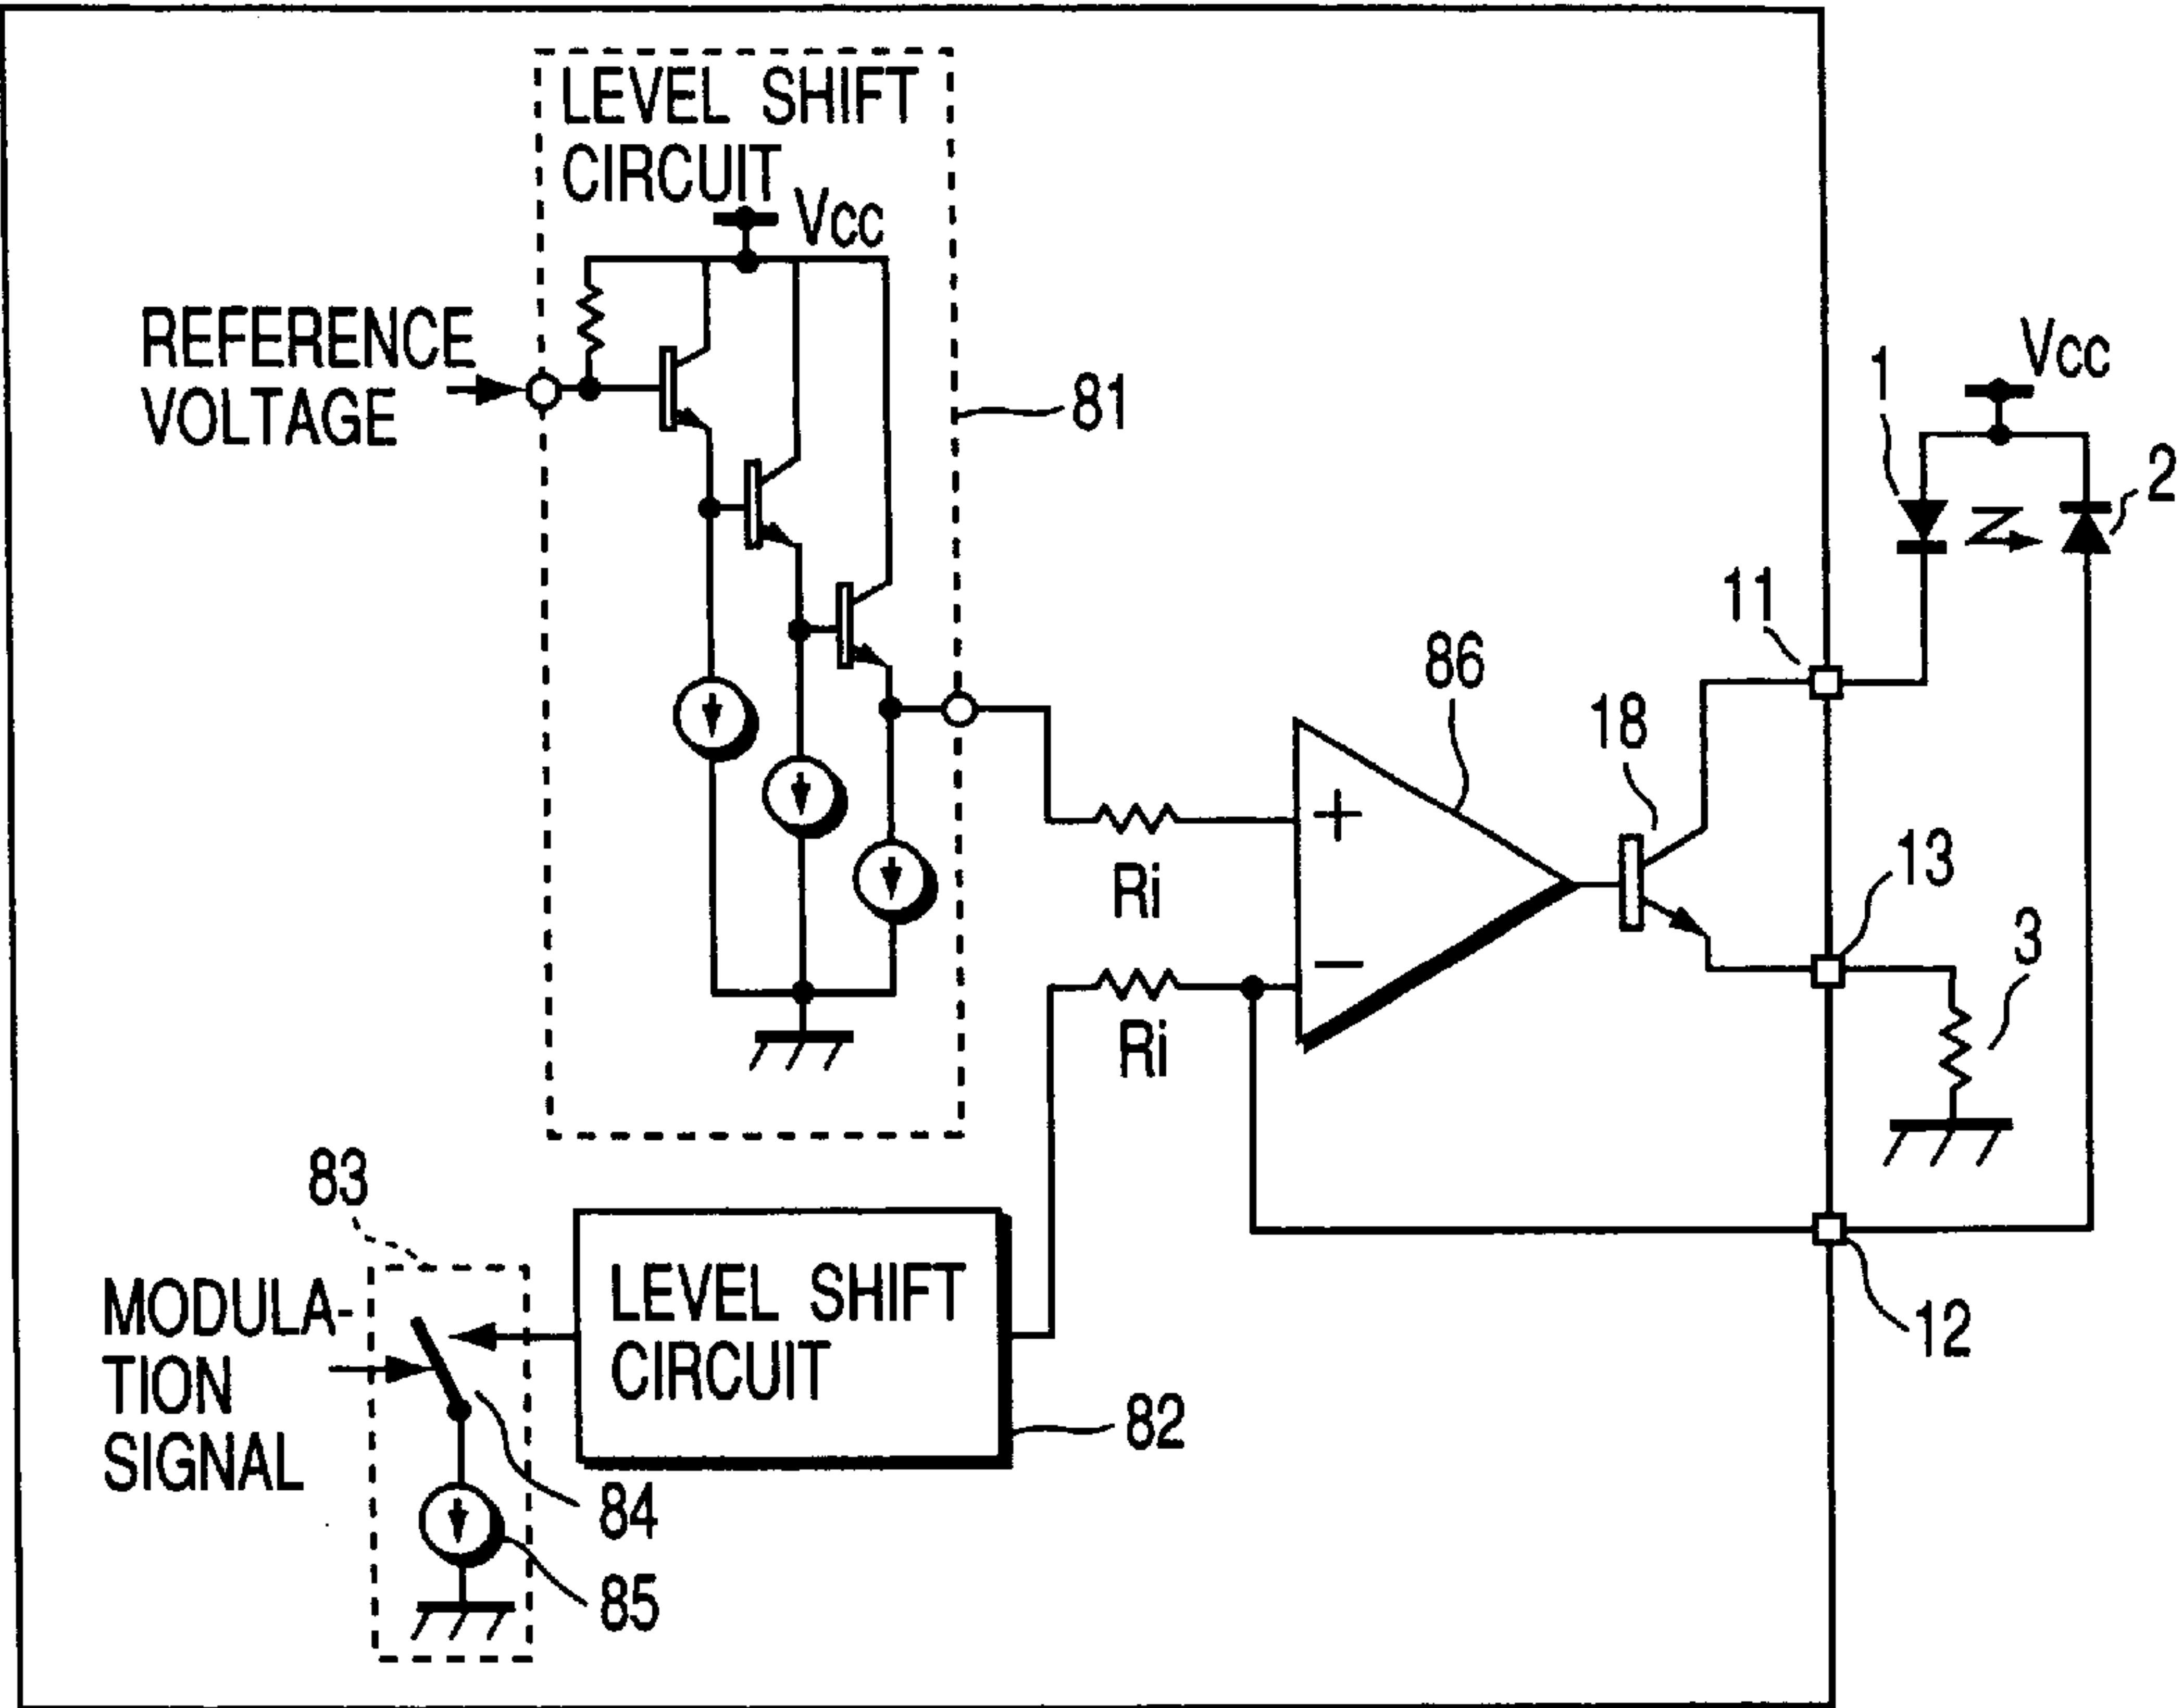 LEVEL SHIFT
CIRCUIT
Vcc
REFERENCE
VOLTAGE
81
1
Vcc
2
11
86
18
+
Ri
13
3
−
Ri
83
MODULA-
TION
SIGNAL
LEVEL SHIFT
CIRCUIT
12
82
84
85